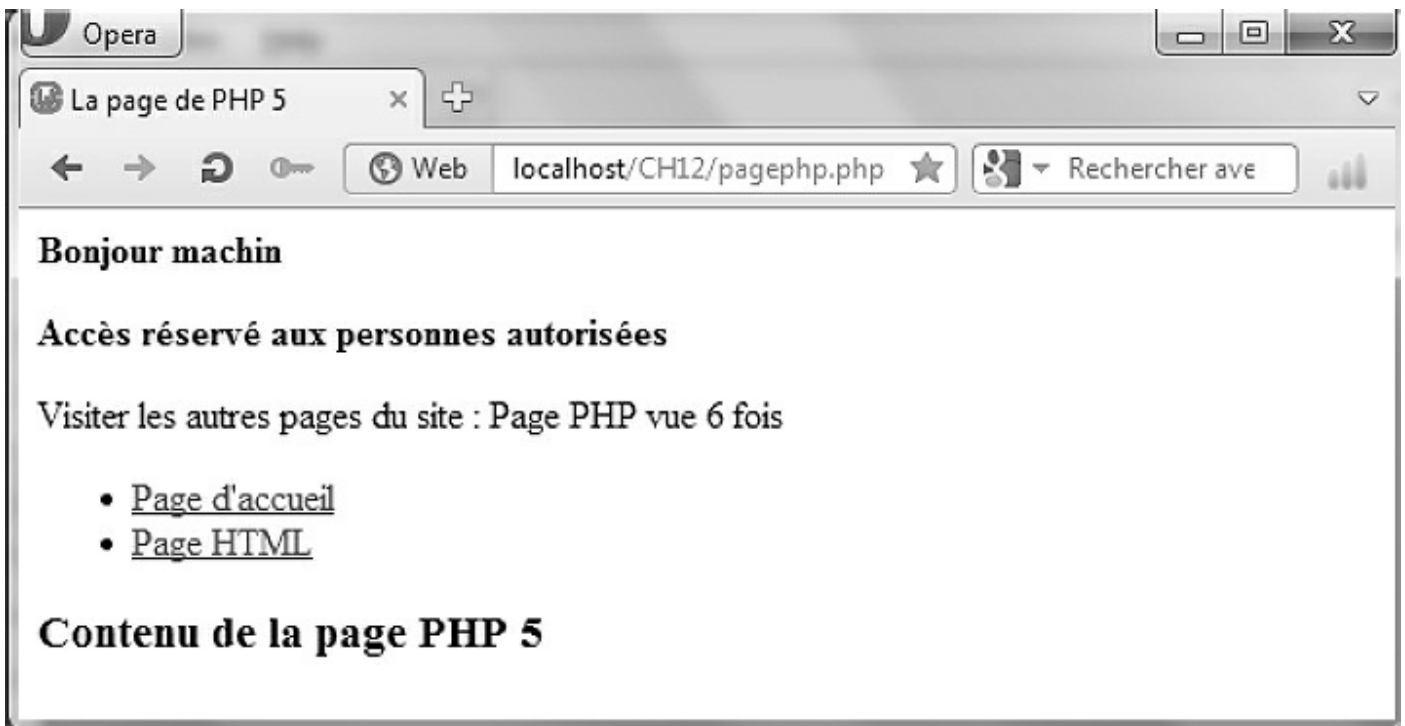 Opera
La page de PHP 5
Web localhost/CH12/pagephp.php Rechercher ave
Bonjour machin
Accès réservé aux personnes autorisées
Visiter les autres pages du site : Page PHP vue 6 fois
• Page d'accueil
• Page HTML
Contenu de la page PHP 5